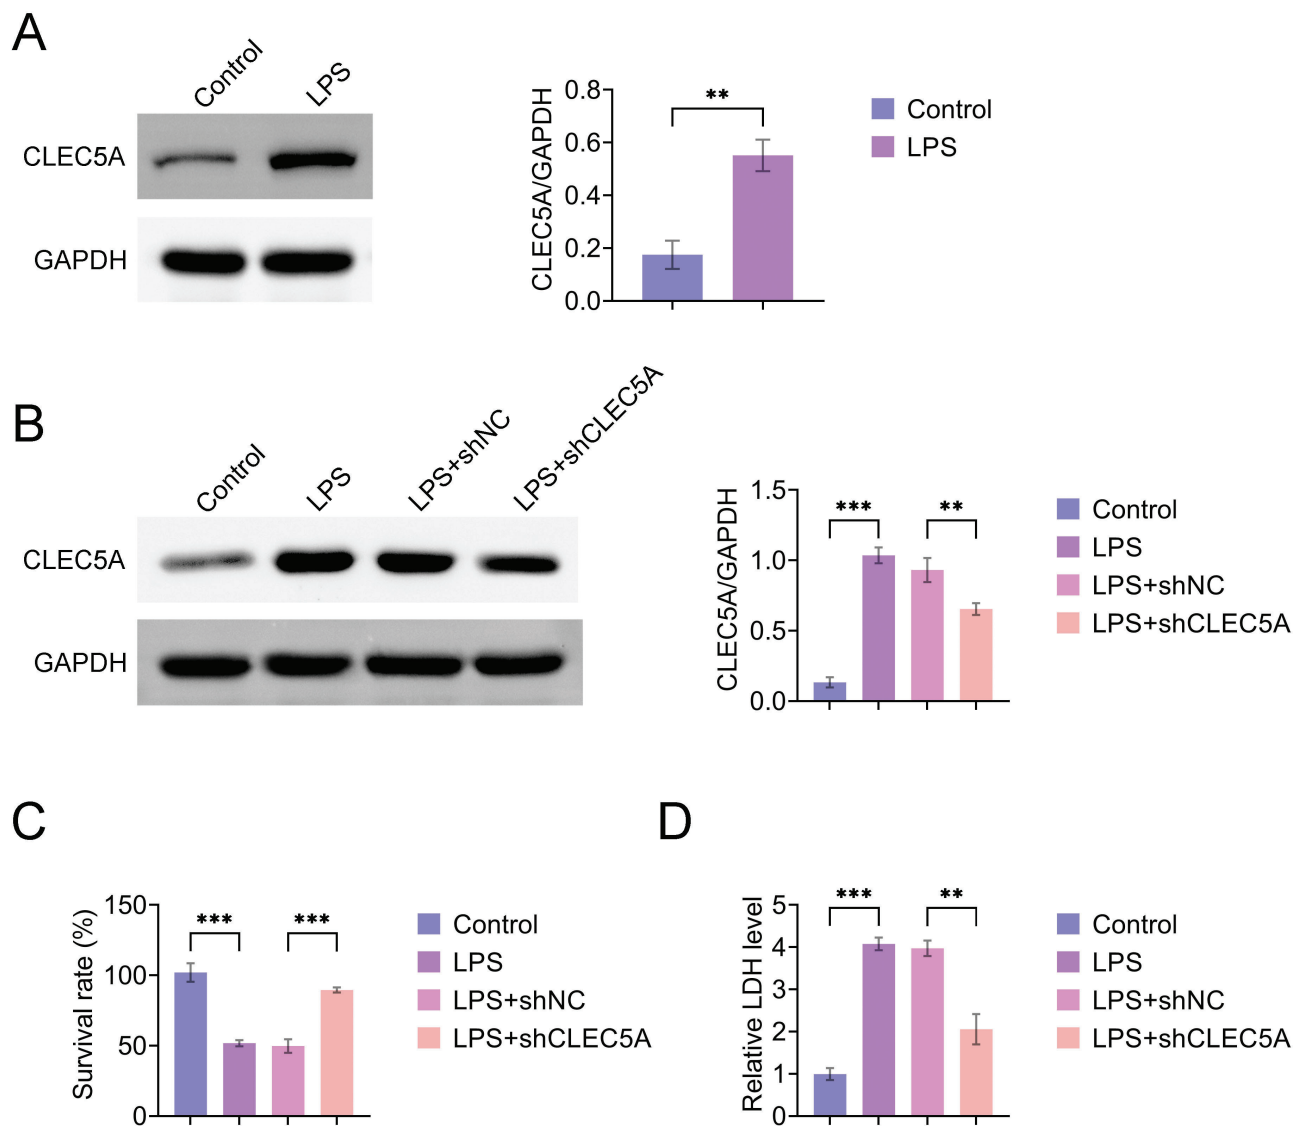 A
Control
LPS
CLEC5A
GAPDH
CLEC5A/GAPDH
0.8
0.6
0.4
0.2
0.0
**
Control
LPS
B
Control
LPS
LPS+shNC
LPS+shCLEC5A
CLEC5A
GAPDH
CLEC5A/GAPDH
1.5
1.0
0.5
0.0
***
**
Control
LPS
LPS+shNC
LPS+shCLEC5A
C
Survival rate (%)
150
100
50
0
***
***
Control
LPS
LPS+shNC
LPS+shCLEC5A
D
Relative LDH level
5
4
3
2
1
0
***
**
Control
LPS
LPS+shNC
LPS+shCLEC5A